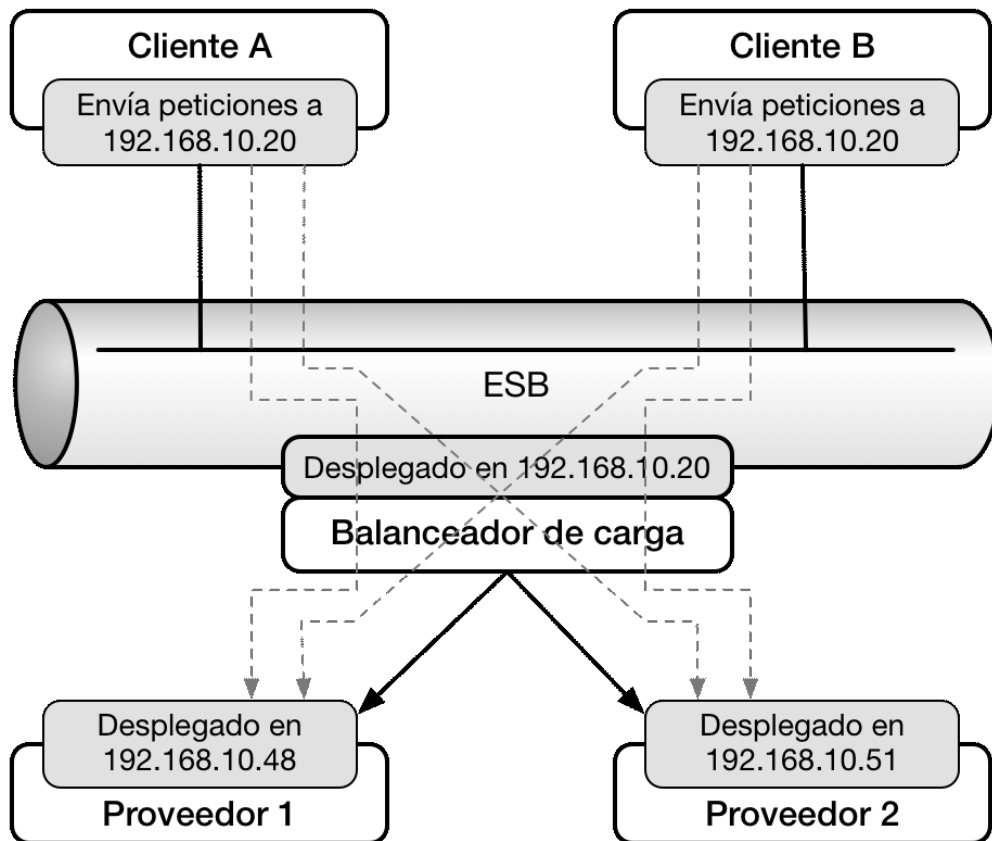 Cliente A
Envía peticiones a
192.168.10.20
Cliente B
Envía peticiones a
192.168.10.20
ESB
Desplegado en 192.168.10.20
Balanceador de carga
Desplegado en
192.168.10.48
Proveedor 1
Desplegado en
192.168.10.51
Proveedor 2